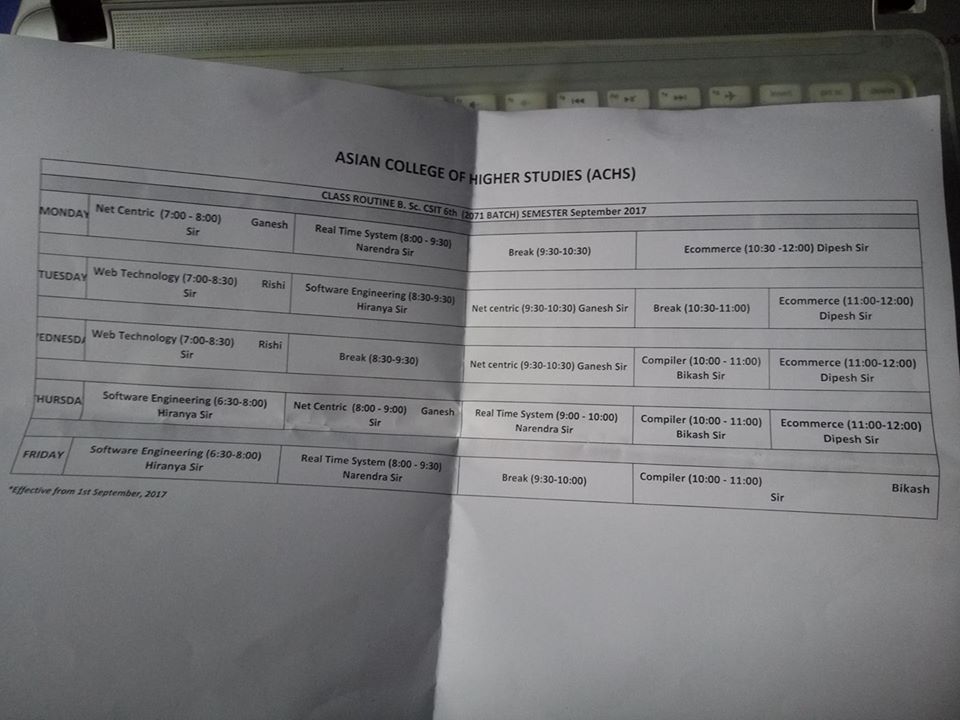 ASIAN COLLEGE OF HIGHER STUDIES (ACHS)
CLASS ROUTINE B. Sc. CSIT 6th (2071 BATCH) SEMESTER September 2017
MONDAY
Net Centric (7:00 - 8:00) Ganesh
Sir
Real Time System (8:00 - 9:30)
Narendra Sir
Break (9:30-10:30)
Ecommerce (10:30 -12:00) Dipesh Sir
TUESDAY
Web Technology (7:00-8:30) Rishi
Sir
Software Engineering (8:30-9:30)
Hiranya Sir
Net centric (9:30-10:30) Ganesh Sir
Break (10:30-11:00)
Ecommerce (11:00-12:00)
Dipesh Sir
EDNESDA
Web Technology (7:00-8:30) Rishi
Sir
Break (8:30-9:30)
Net centric (9:30-10:30) Ganesh Sir
Compiler (10:00 - 11:00)
Bikash Sir
Ecommerce (11:00-12:00)
Dipesh Sir
HURSDA
Software Engineering (6:30-8:00)
Hiranya Sir
Net Centric (8:00 - 9:00) Ganesh
Sir
Real Time System (9:00 - 10:00)
Narendra Sir
Compiler (10:00 - 11:00)
Bikash Sir
Ecommerce (11:00-12:00)
Dipesh Sir
FRIDAY
Software Engineering (6:30-8:00)
Hiranya Sir
Real Time System (8:00 - 9:30)
Narendra Sir
Break (9:30-10:00)
Compiler (10:00 - 11:00) Bikash
Sir
*Effective from 1st September, 2017